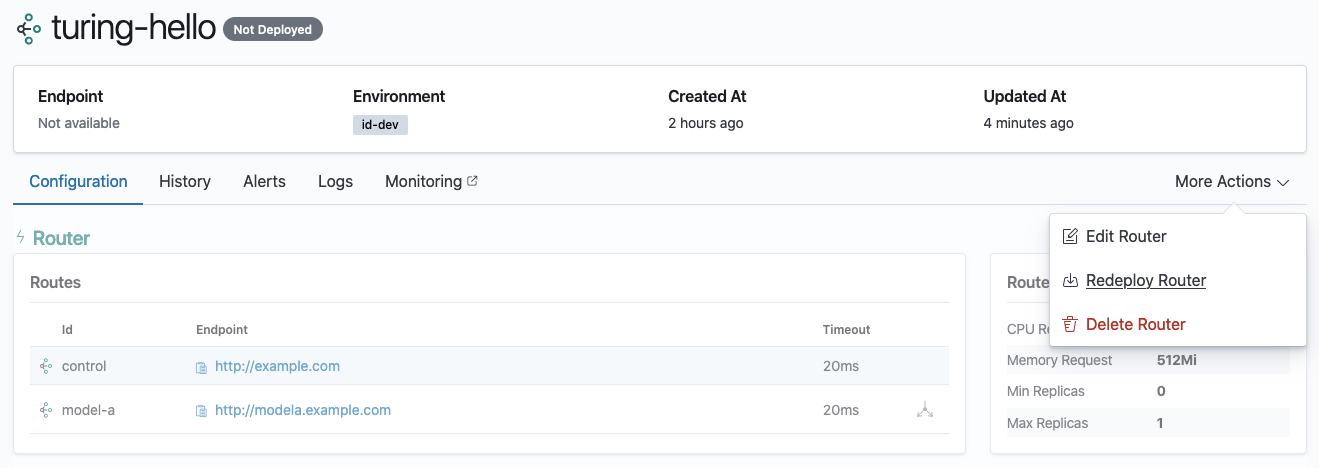 turing-hello Not Deployed
Endpoint Environment Created At Updated At
Not available id-dev 2 hours ago 4 minutes ago
Configuration History Alerts Logs Monitoring More Actions
Edit Router
Redeploy Router
Delete Router
Router
Routes
Id Endpoint Timeout
control http://example.com 20ms
model-a http://modela.example.com 20ms
Route
CPU Re
Memory Request 512Mi
Min Replicas 0
Max Replicas 1